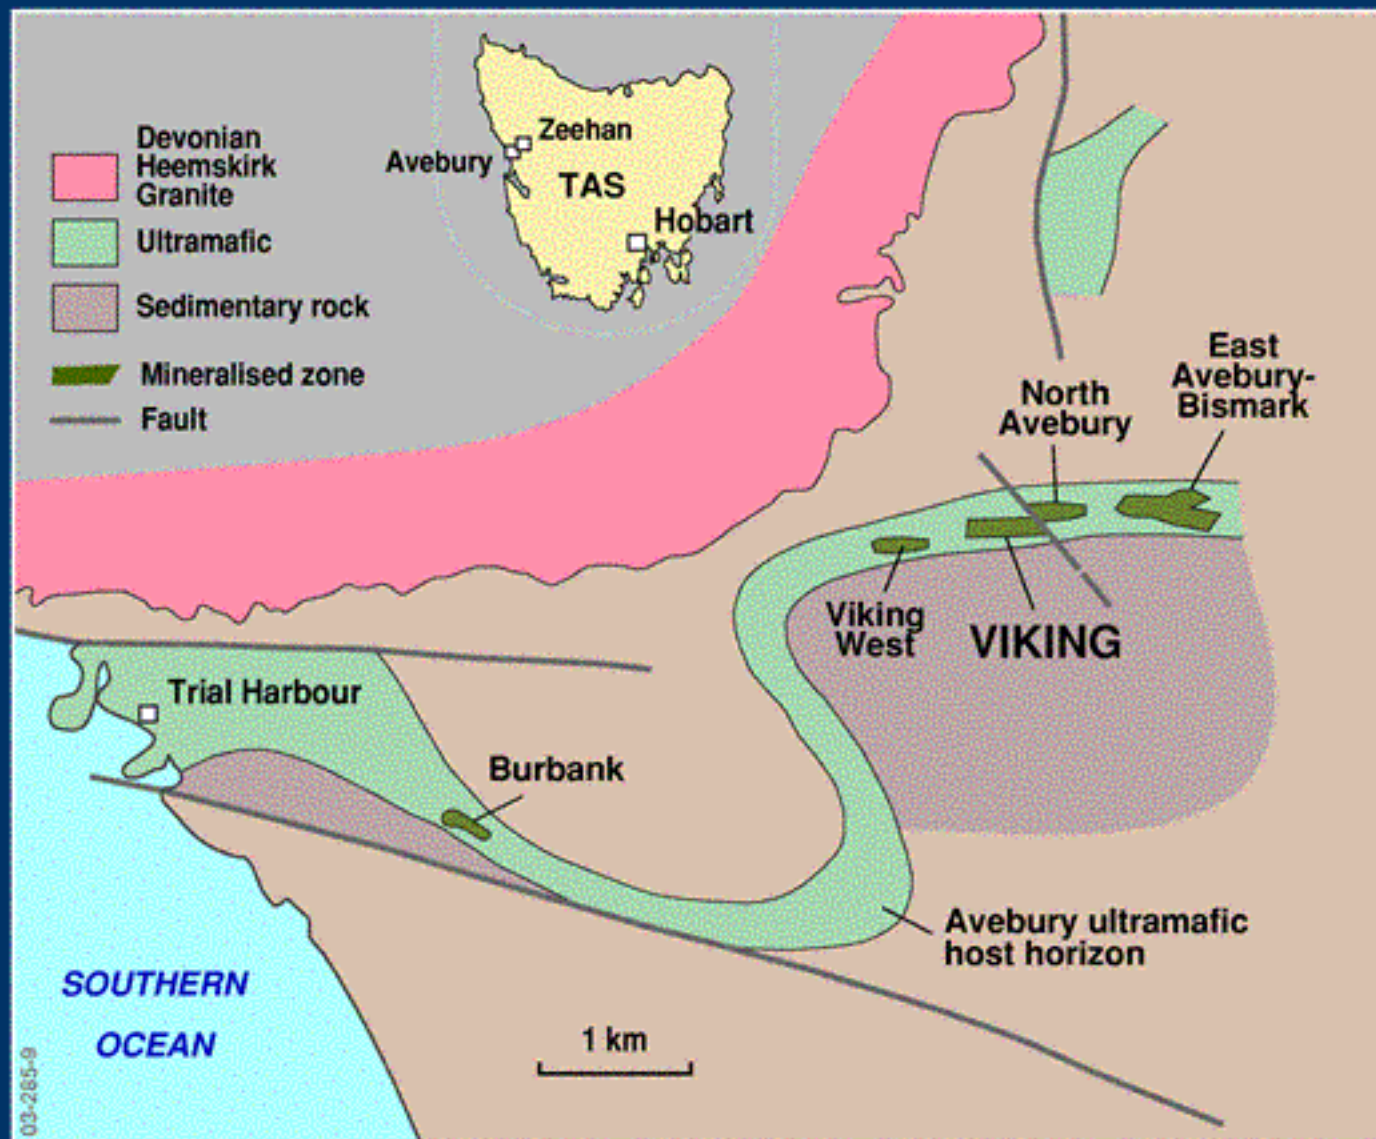 Devonian
Heemskirk
Granite
Ultramafic
Sedimentary rock
Mineralised zone
Fault
Zeehan
Avebury
TAS
Hobart
East
Avebury-
Bismark
North
Avebury
Viking
West
VIKING
Trial Harbour
Burbank
Avebury ultramafic
host horizon
SOUTHERN
OCEAN
1 km
03-285-9